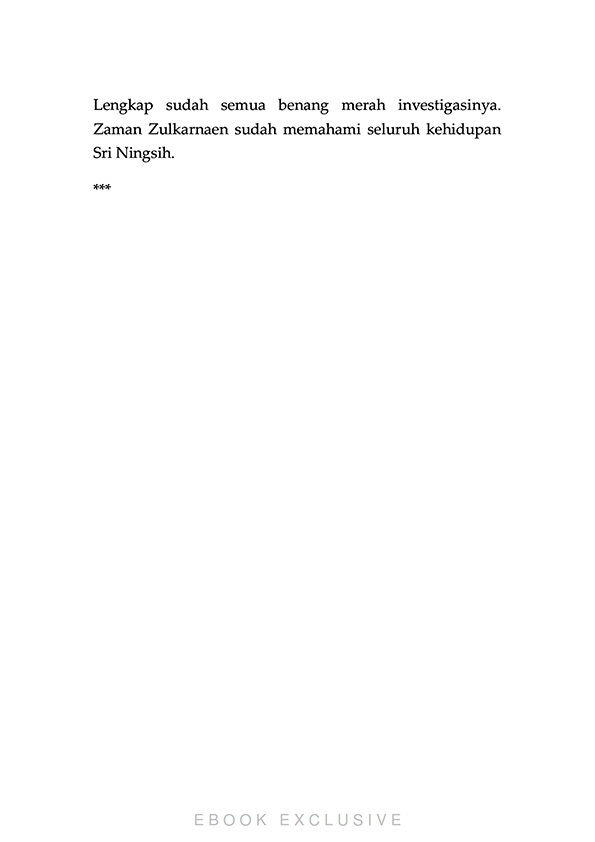 Lengkap sudah semua benang merah investigasinya.
Zaman Zulkarnaen sudah memahami seluruh kehidupan
Sri Ningsih.
***
EBOOK EXCLUSIVE